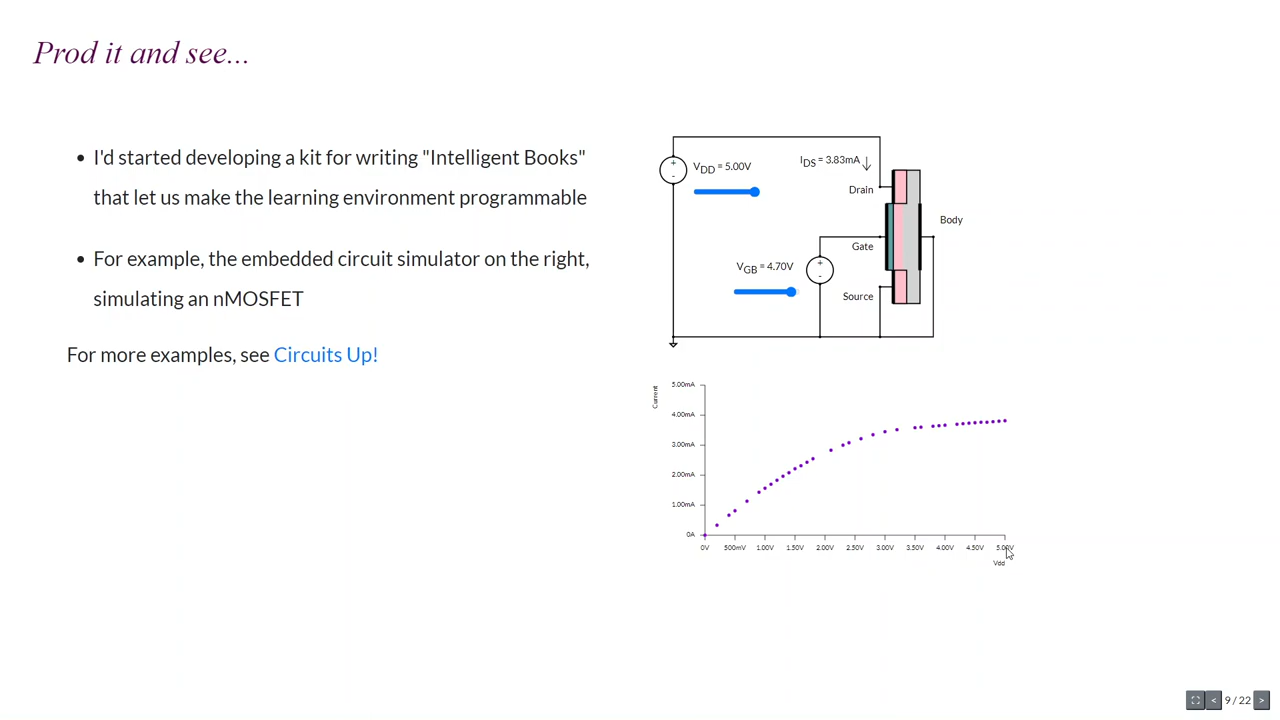 Prod it and see...
I'd started developing a kit for writing "Intelligent Books"
that let us make the learning environment programmable
For example, the embedded circuit simulator on the right,
simulating an nMOSFET
For more examples, see Circuits Up!
+
-
VDD = 5.00V
IDS = 3.83mA
Drain
Body
Gate
VGB = 4.70V
+
-
Source
Current
5.00mA
4.00mA
3.00mA
2.00mA
1.00mA
0A
0V 500mV 1.00V 1.50V 2.00V 2.50V 3.00V 3.50V 4.00V 4.50V 5.00V
Vdd
< 9 / 22 >